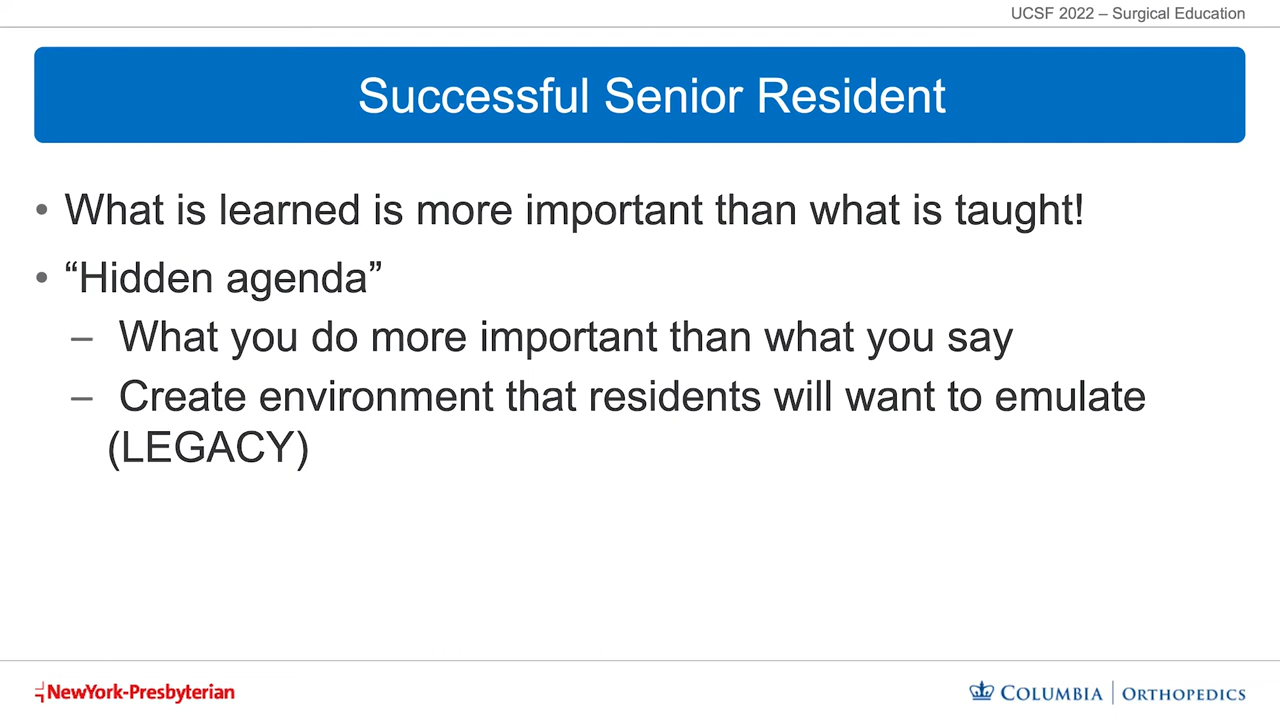 UCSF 2022 – Surgical Education
Successful Senior Resident
• What is learned is more important than what is taught!
• “Hidden agenda”
– What you do more important than what you say
– Create environment that residents will want to emulate
(LEGACY)
NewYork-Presbyterian
COLUMBIA | ORTHOPEDICS